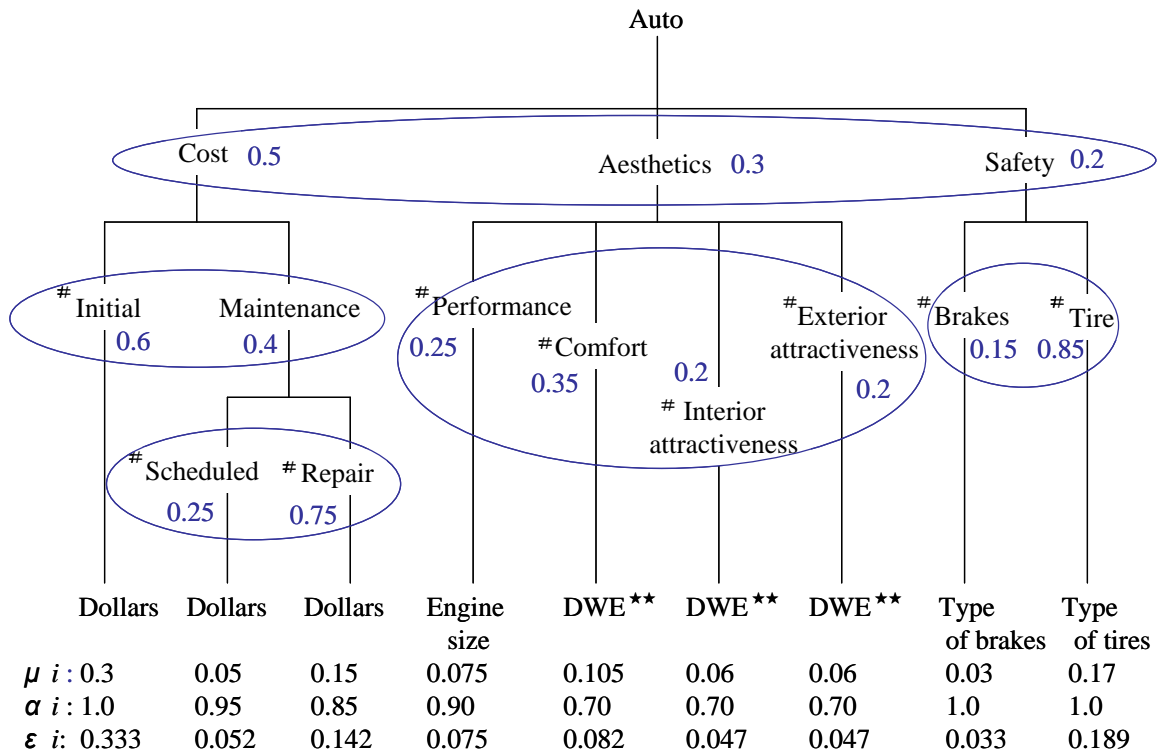 Auto
Cost 0.5
Aesthetics 0.3
Safety 0.2
# Initial
0.6
Maintenance
0.4
# Performance
0.25
# Comfort
0.35
0.2
# Interior
attractiveness
# Exterior
attractiveness
0.2
# Brakes
0.15
# Tire
0.85
# Scheduled
0.25
# Repair
0.75
Dollars Dollars Dollars Engine size DWE★★ DWE★★ DWE★★ Type of brakes Type of tires
μ i : 0.3 0.05 0.15 0.075 0.105 0.06 0.06 0.03 0.17
α i : 1.0 0.95 0.85 0.90 0.70 0.70 0.70 1.0 1.0
ε i: 0.333 0.052 0.142 0.075 0.082 0.047 0.047 0.033 0.189